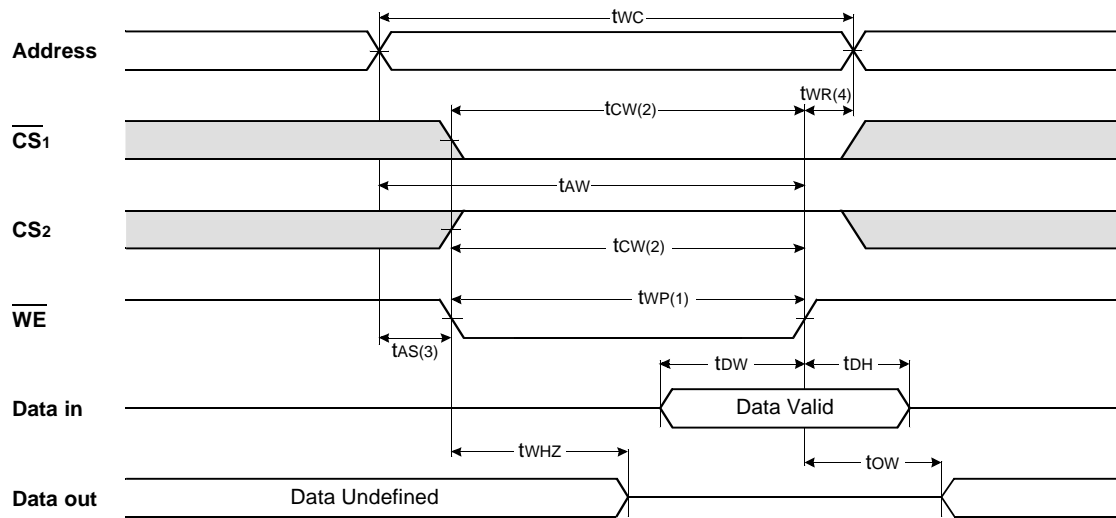 tWC
Address
tCW(2)
tWR(4)
CS1
tAW
CS2
tCW(2)
tWP(1)
WE
tAS(3)
tDW
tDH
Data in
Data Valid
tWHZ
tOW
Data out
Data Undefined